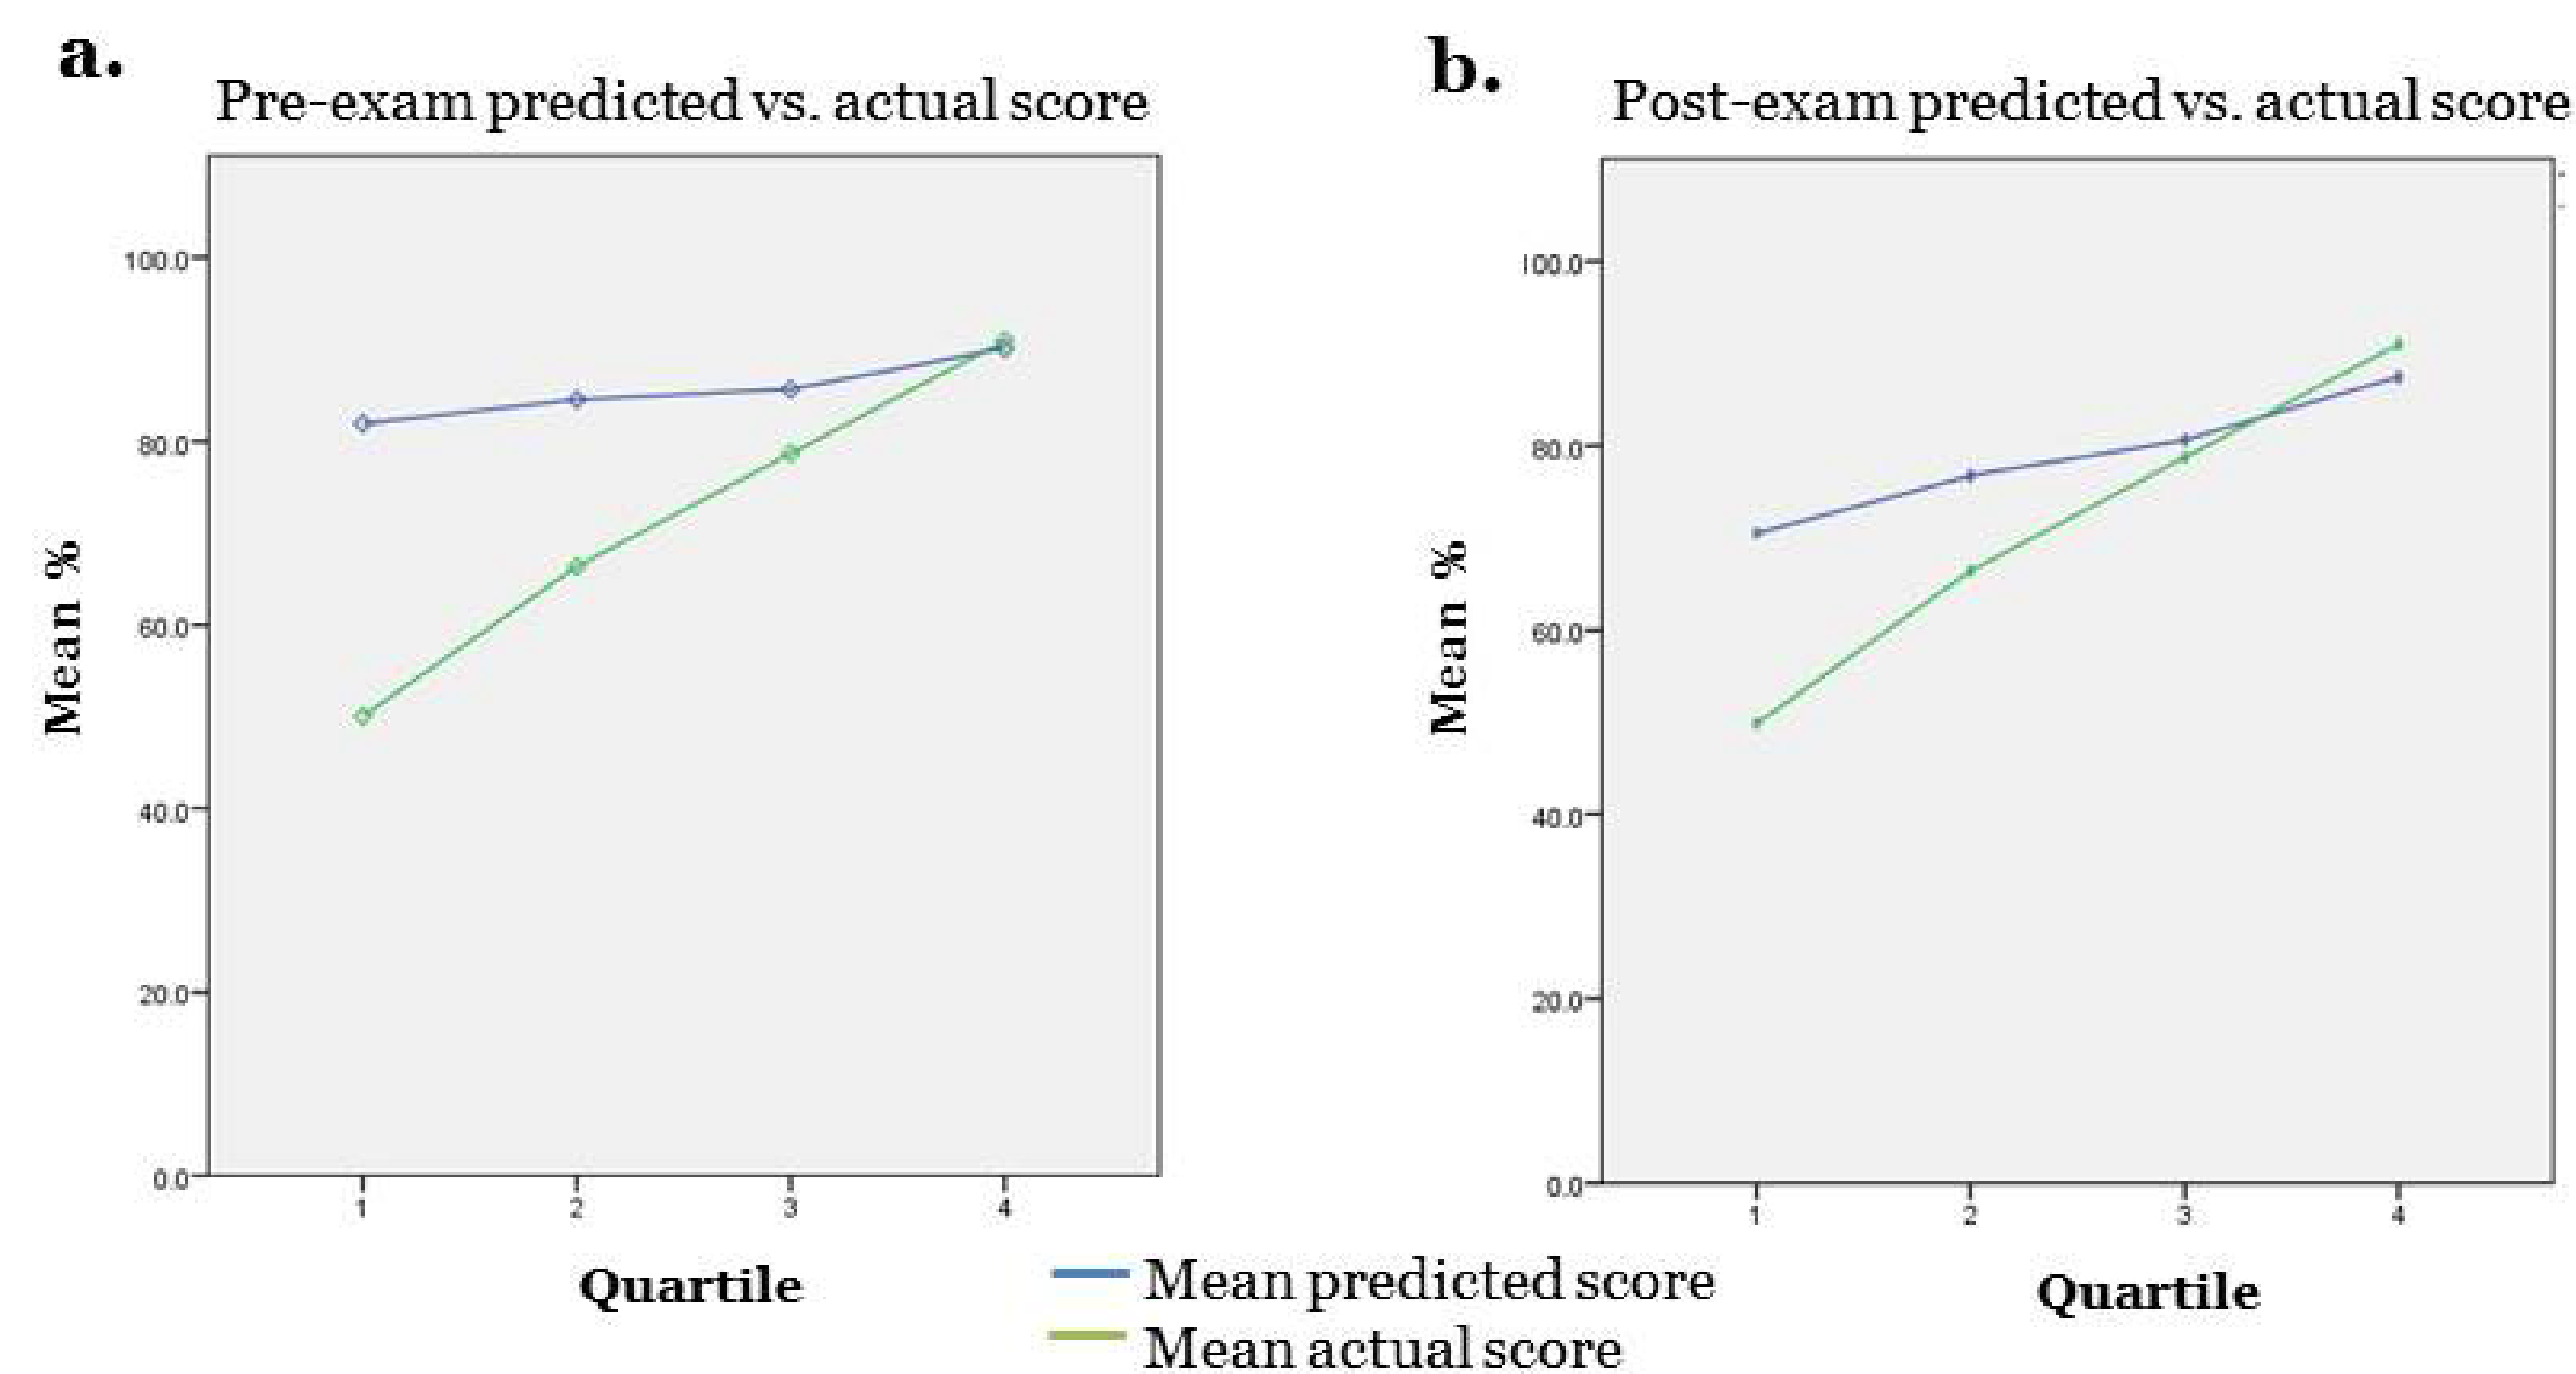 a.
Pre-exam predicted vs. actual score
100.0
80.0
60.0
40.0
20.0
0.0
1 2 3 4
Mean %
Quartile
b.
Post-exam predicted vs. actual score
100.0
80.0
60.0
40.0
20.0
0.0
1 2 3 4
Mean %
Quartile
Mean predicted score
Mean actual score